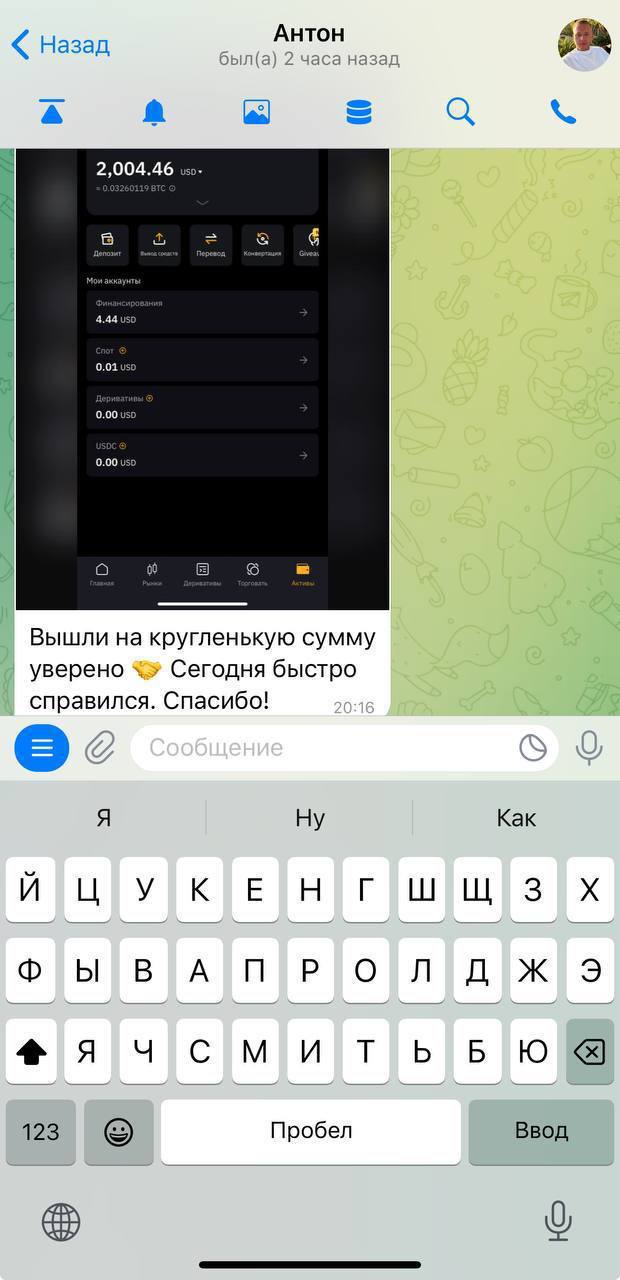 Назад
Антон
был(а) 2 часа назад
2,004.46 USD
≈ 0.03260119 BTC
Депозит
Вывод средств
Перевод
Конвертация
Giveaw
Мои аккаунты
Финансирования
4.44 USD
Спот
0.01 USD
Деривативы
0.00 USD
USDC
0.00 USD
Главная
Рынки
Деривативы
Торговать
Активы
Вышли на кругленькую сумму
уверено 🤝 Сегодня быстро
справился. Спасибо!
20:16
Сообщение
Я Ну Как
Й Ц У К Е Н Г Ш Щ З Х
Ф Ы В А П Р О Л Д Ж Э
Я Ч С М И Т Ь Б Ю
123 Пробел Ввод